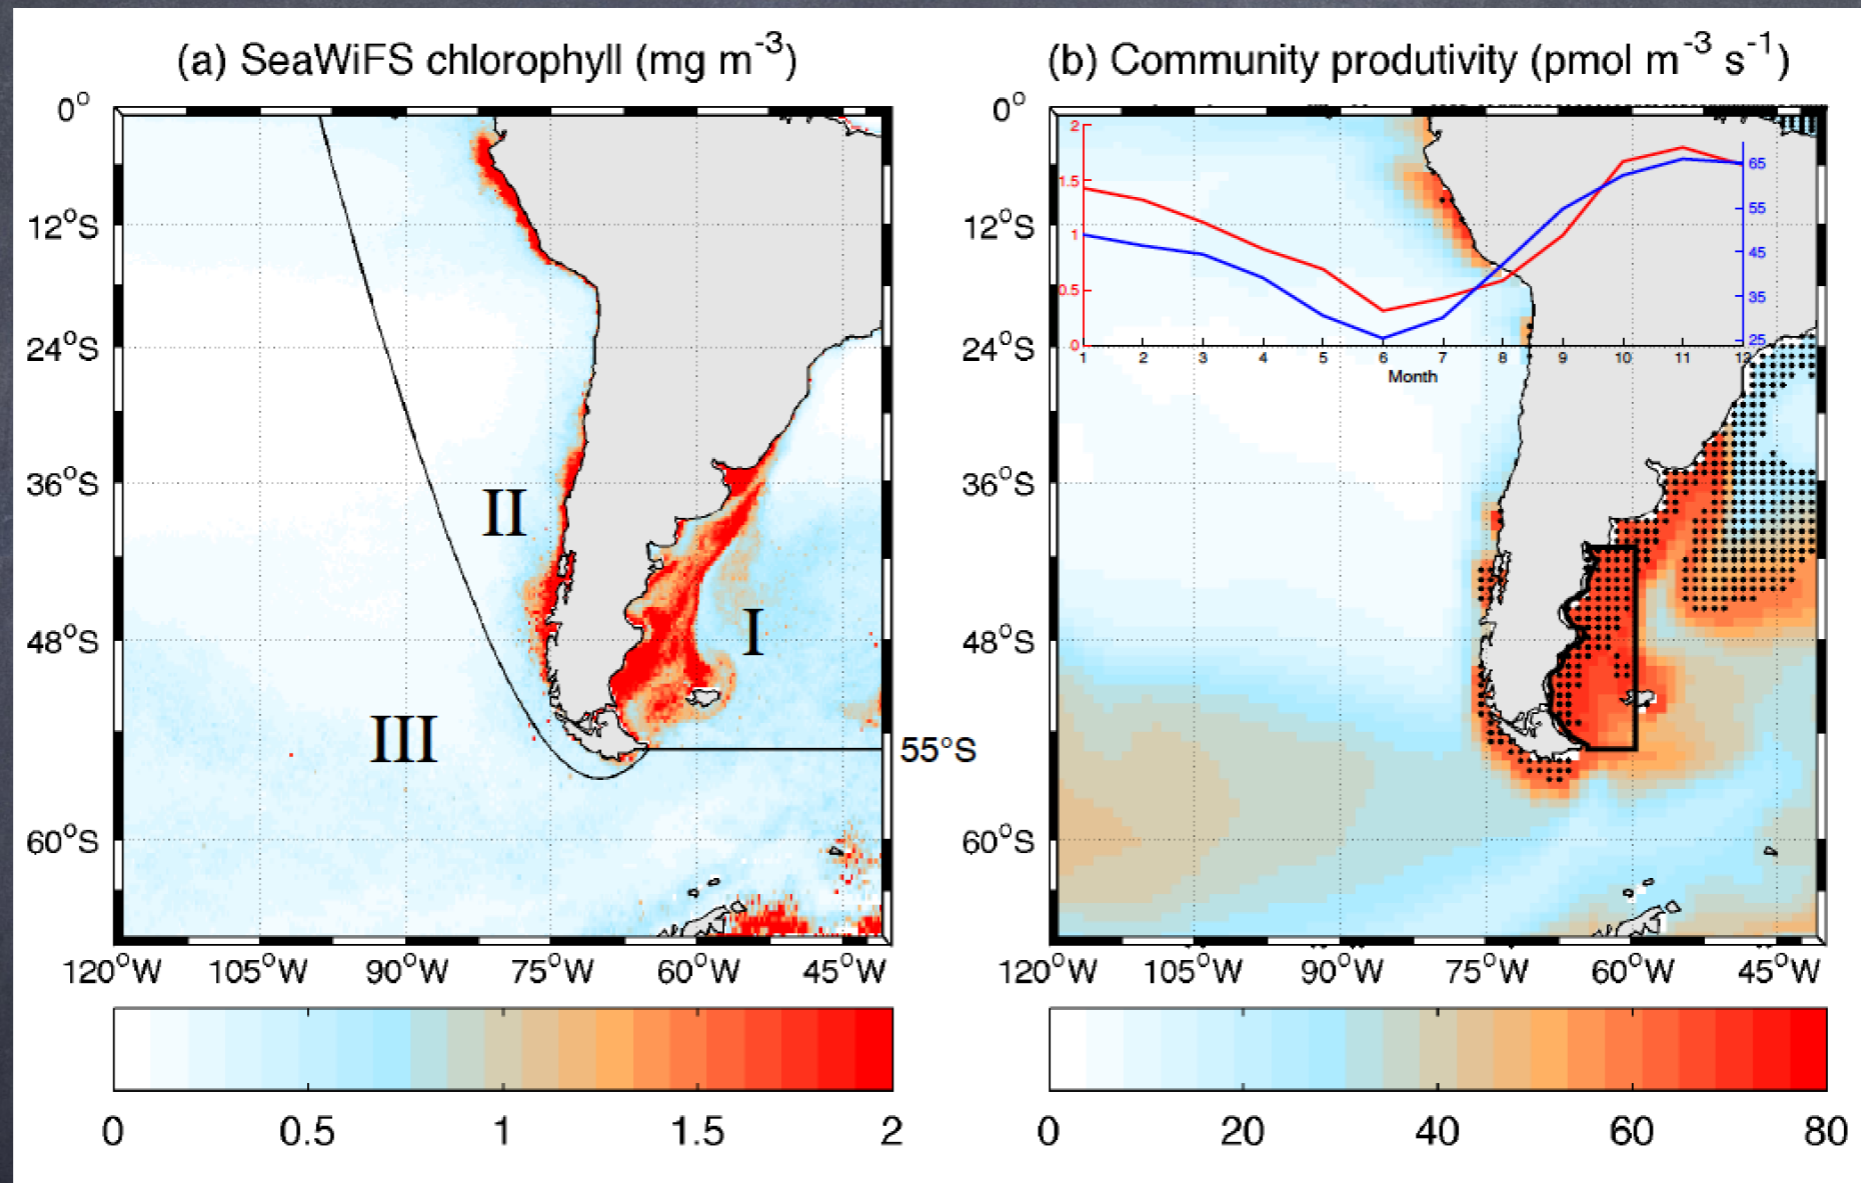 (a) SeaWiFS chlorophyll (mg m-3)
0°
12°S
24°S
36°S
48°S
60°S
II
I
III
55°S
120°W 105°W 90°W 75°W 60°W 45°W
0 0.5 1 1.5 2
(b) Community produtivity (pmol m-3 s-1)
0°
12°S
24°S
36°S
48°S
60°S
2
1.5
1
0.5
0
65
55
45
35
25
1 2 3 4 5 6 7 8 9 10 11 12
Month
120°W 105°W 90°W 75°W 60°W 45°W
0 20 40 60 80